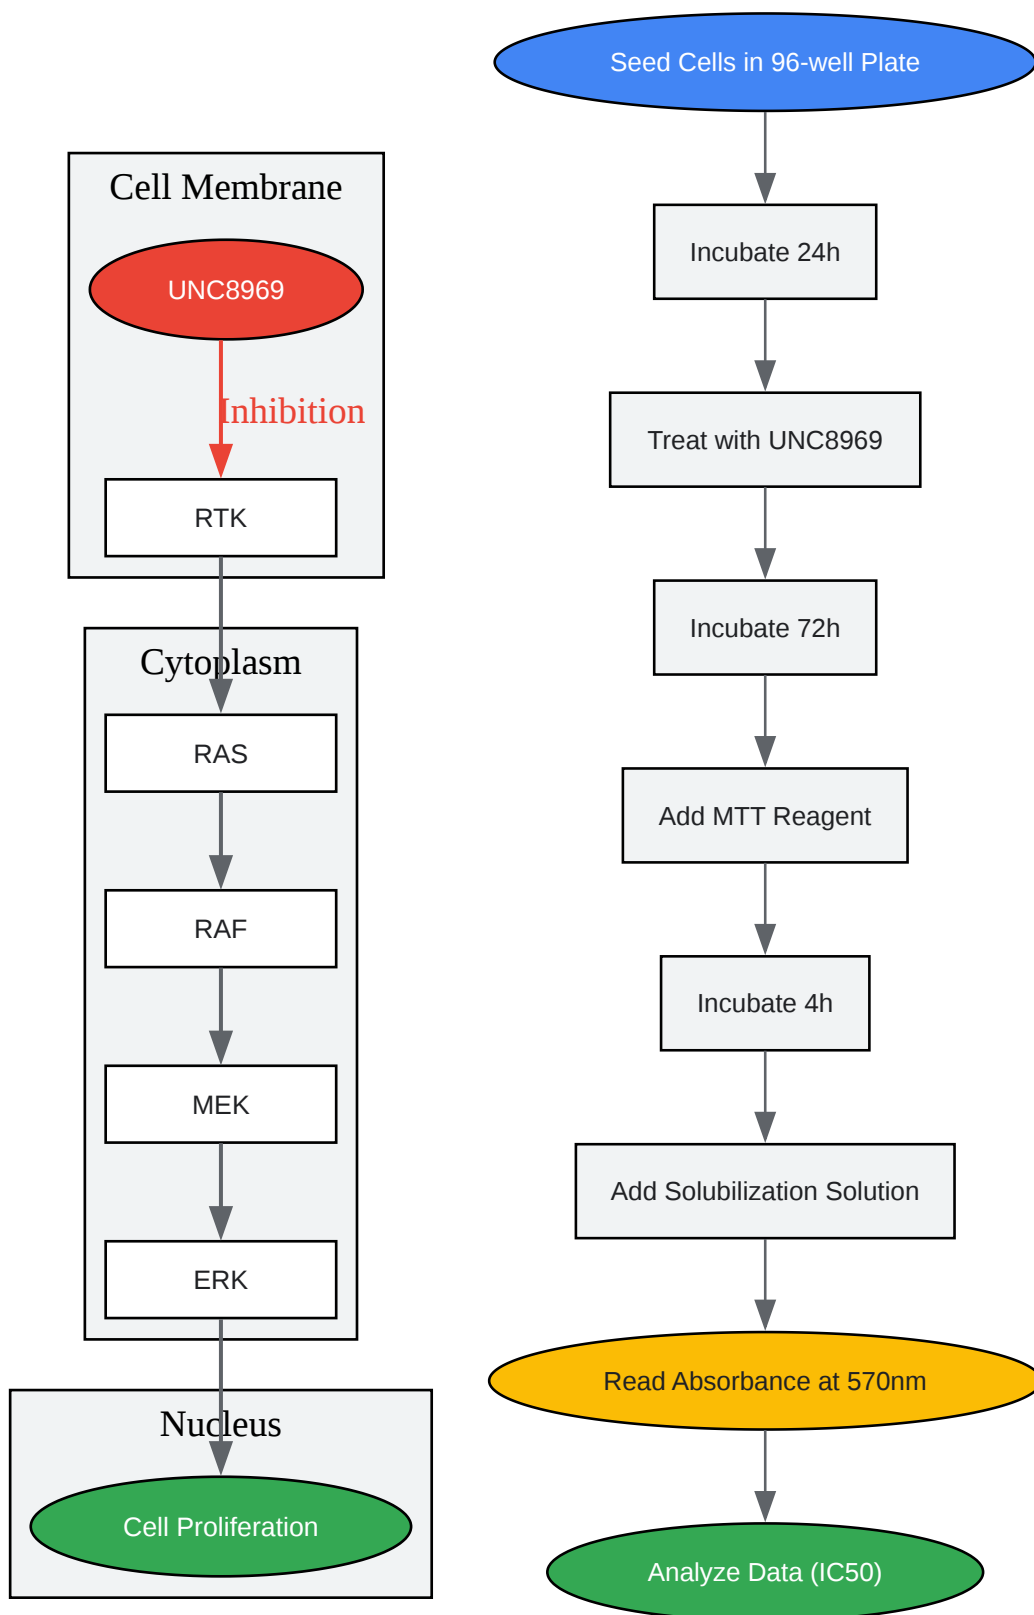 Cell Membrane
UNC8969
Inhibition
RTK
Cytoplasm
RAS
RAF
MEK
ERK
Nucleus
Cell Proliferation
Seed Cells in 96-well Plate
Incubate 24h
Treat with UNC8969
Incubate 72h
Add MTT Reagent
Incubate 4h
Add Solubilization Solution
Read Absorbance at 570nm
Analyze Data (IC50)